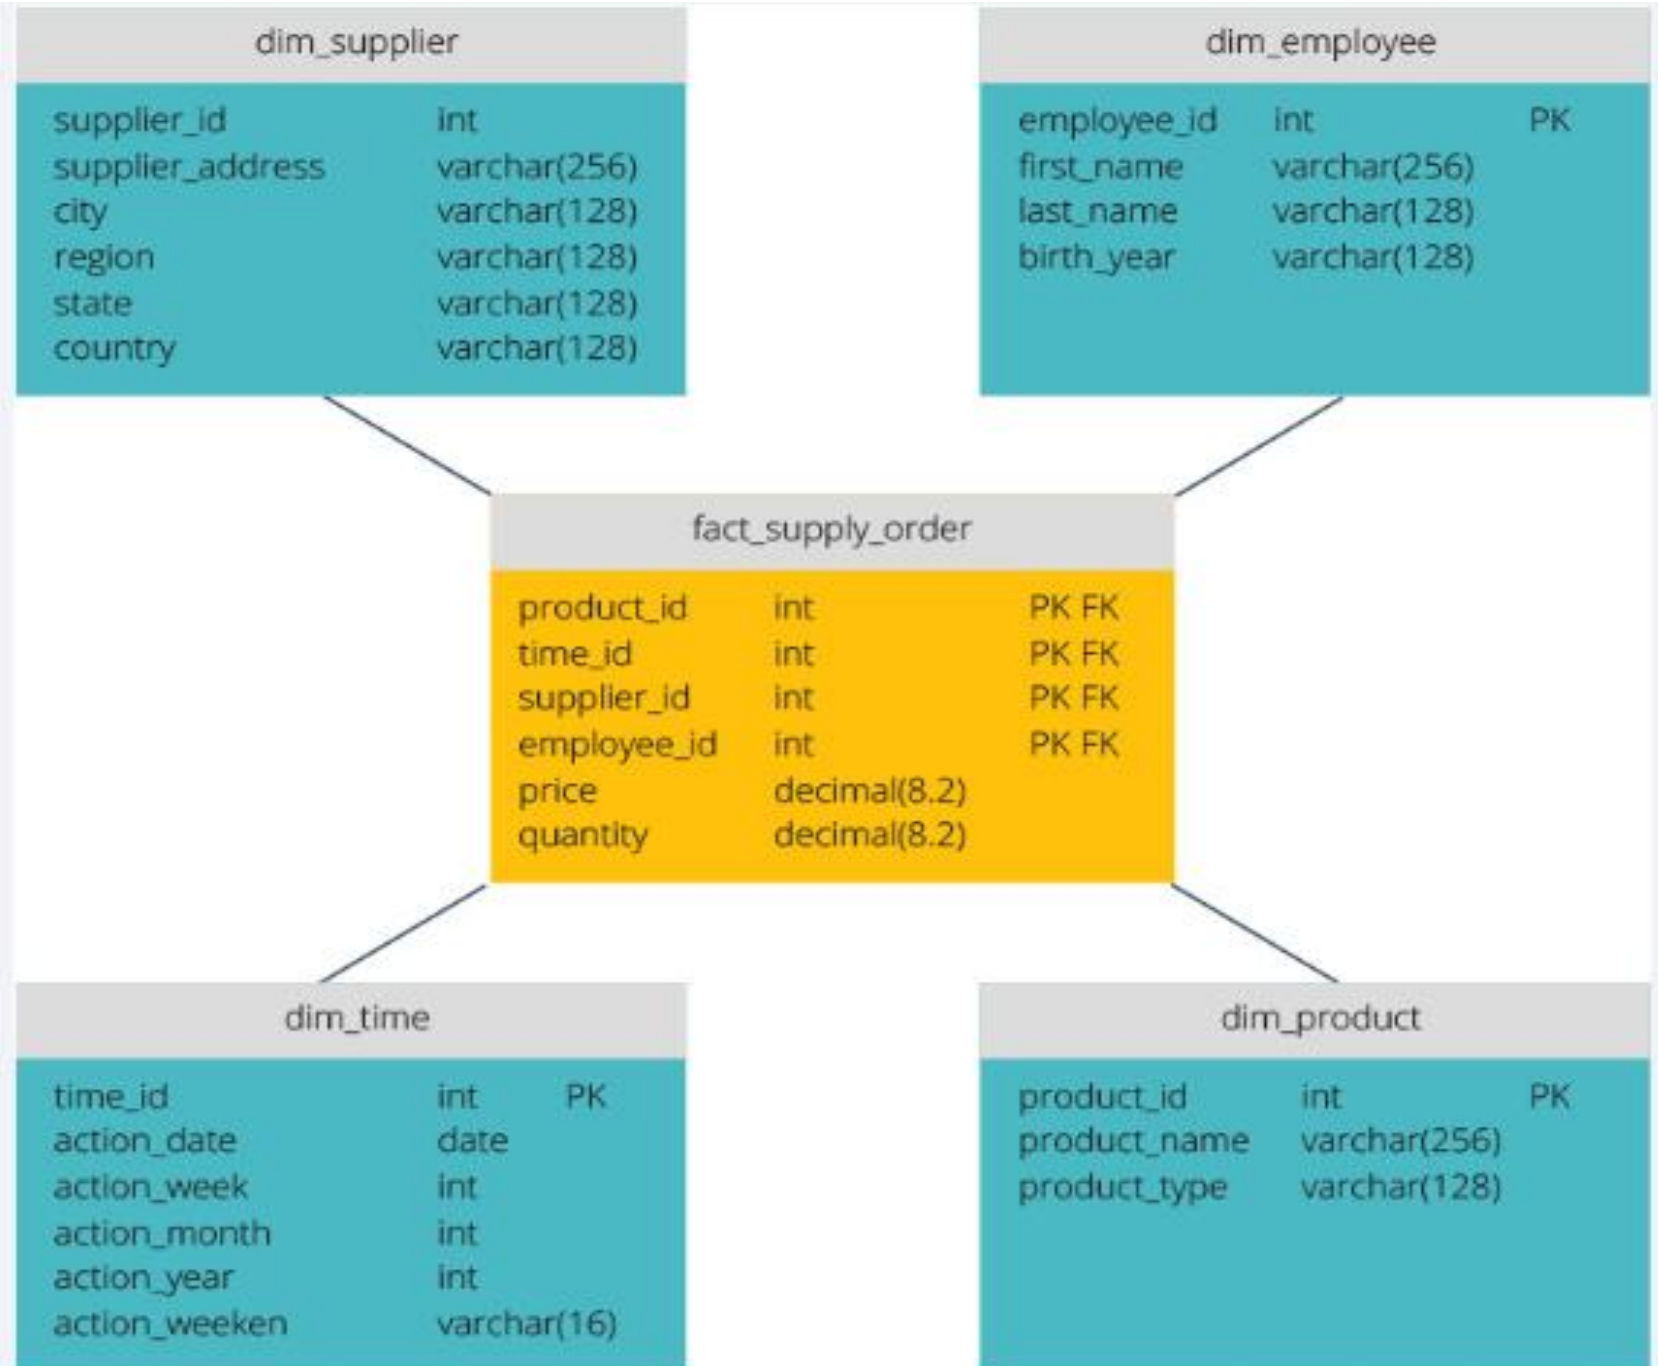 dim_supplier
supplier_id int
supplier_address varchar(256)
city varchar(128)
region varchar(128)
state varchar(128)
country varchar(128)
dim_employee
employee_id int PK
first_name varchar(256)
last_name varchar(128)
birth_year varchar(128)
fact_supply_order
product_id int PK FK
time_id int PK FK
supplier_id int PK FK
employee_id int PK FK
price decimal(8.2)
quantity decimal(8.2)
dim_time
time_id int PK
action_date date
action_week int
action_month int
action_year int
action_weeken varchar(16)
dim_product
product_id int PK
product_name varchar(256)
product_type varchar(128)